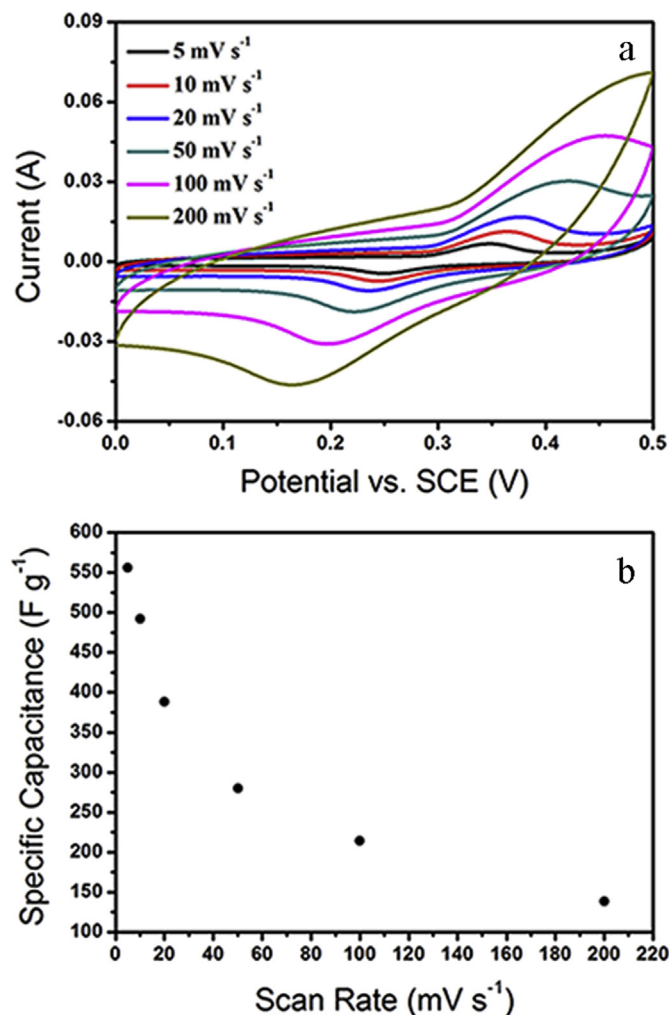 a
0.09
0.06
0.03
0.00
-0.03
-0.06
Current (A)
5 mV s⁻¹
10 mV s⁻¹
20 mV s⁻¹
50 mV s⁻¹
100 mV s⁻¹
200 mV s⁻¹
0.0 0.1 0.2 0.3 0.4 0.5
Potential vs. SCE (V)
b
600
550
500
450
400
350
300
250
200
150
100
Specific Capacitance (F g⁻¹)
0 20 40 60 80 100 120 140 160 180 200 220
Scan Rate (mV s⁻¹)